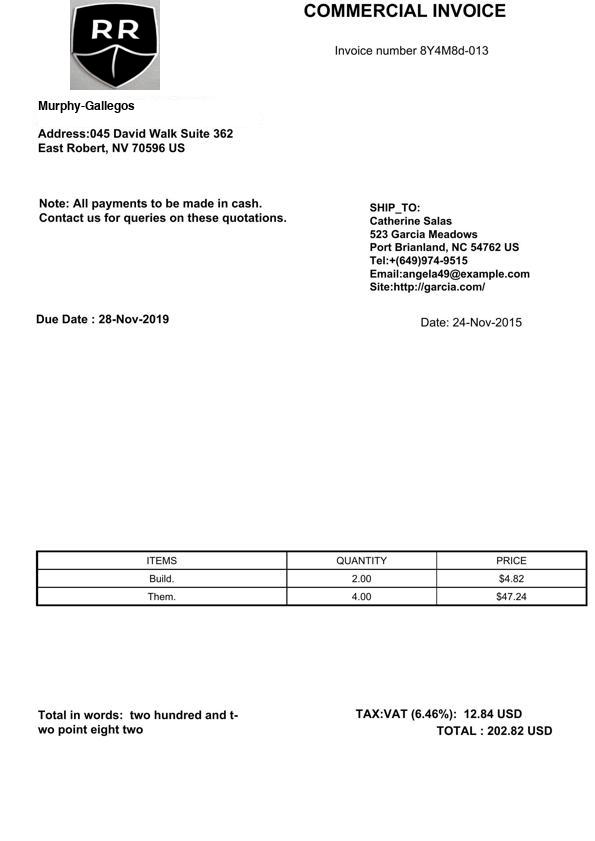 RR
COMMERCIAL INVOICE
Invoice number 8Y4M8d-013
Murphy-Gallegos
Address:045 David Walk Suite 362
East Robert, NV 70596 US
Note: All payments to be made in cash.
Contact us for queries on these quotations.
SHIP_TO:
Catherine Salas
523 Garcia Meadows
Port Brianland, NC 54762 US
Tel:+(649)974-9515
Email:angela49@example.com
Site:http://garcia.com/
Due Date : 28-Nov-2019
Date: 24-Nov-2015
ITEMS QUANTITY PRICE
Build. 2.00 $4.82
Them. 4.00 $47.24
Total in words: two hundred and t-
wo point eight two
TAX:VAT (6.46%): 12.84 USD
TOTAL : 202.82 USD